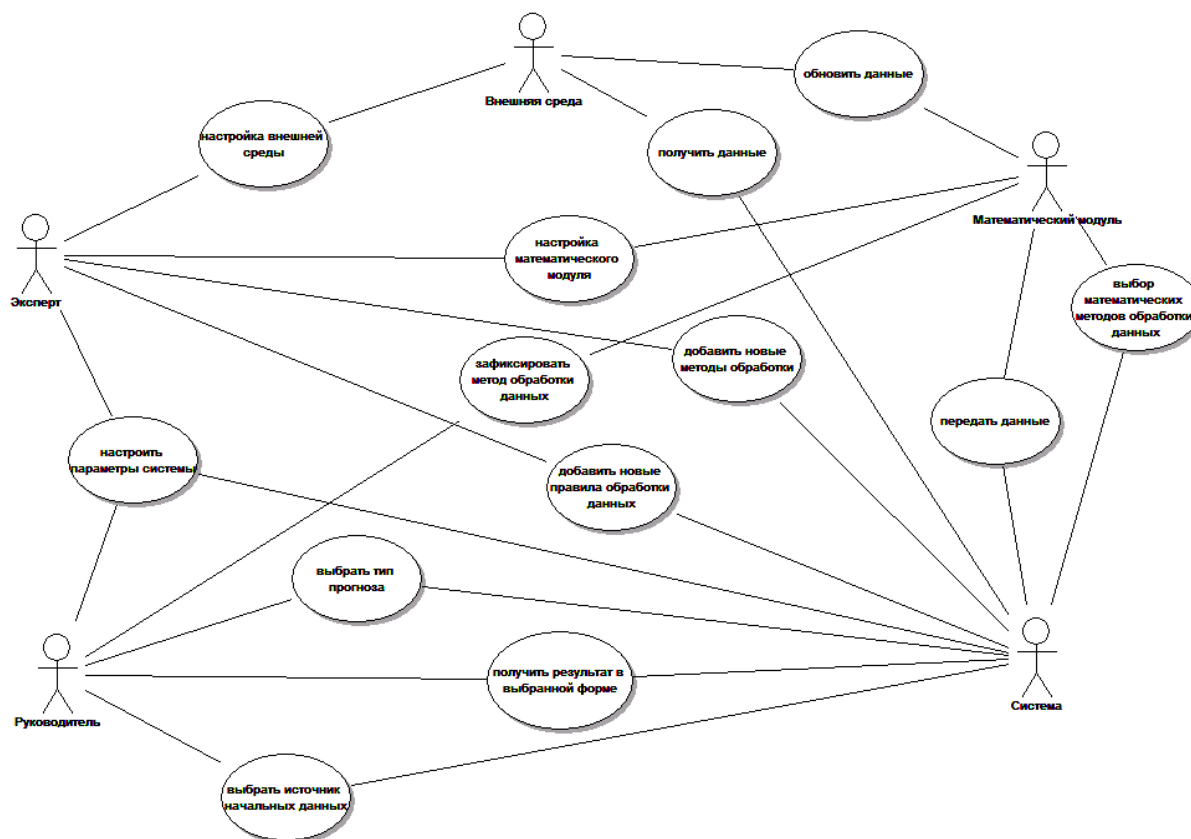 обновить данные
Внешняя среда
настройка внешней
среды
получить данные
Математический модуль
настройка
математического
модуля
Эксперт
выбор
математических
методов обработки
данных
зафиксировать
метод обработки
данных
добавить новые
методы обработки
передать данные
настроить
параметры системы
добавить новые
правила обработки
данных
выбрать тип
прогноза
получить результат в
выбранной форме
Руководитель
Система
выбрать источник
начальных данных